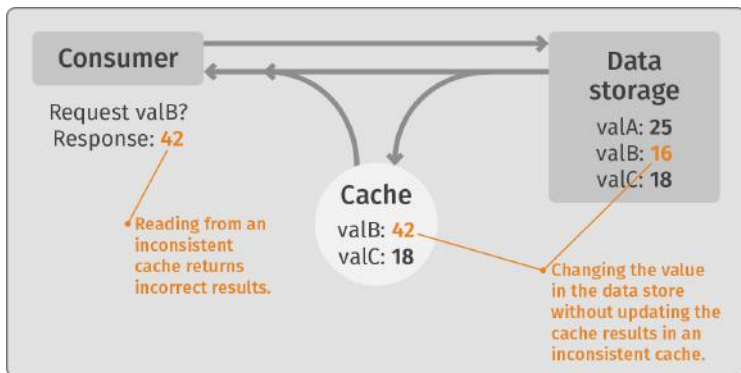 Consumer
Request valB?
Response: 42
Reading from an
inconsistent
cache returns
incorrect results.
Cache
valB: 42
valC: 18
Data
storage
valA: 25
valB: 16
valC: 18
Changing the value
in the data store
without updating the
cache results in an
inconsistent cache.